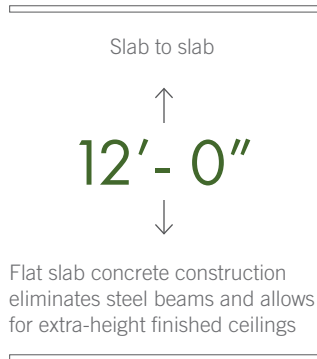 Slab to slab
12′- 0″
Flat slab concrete construction
eliminates steel beams and allows
for extra-height finished ceilings